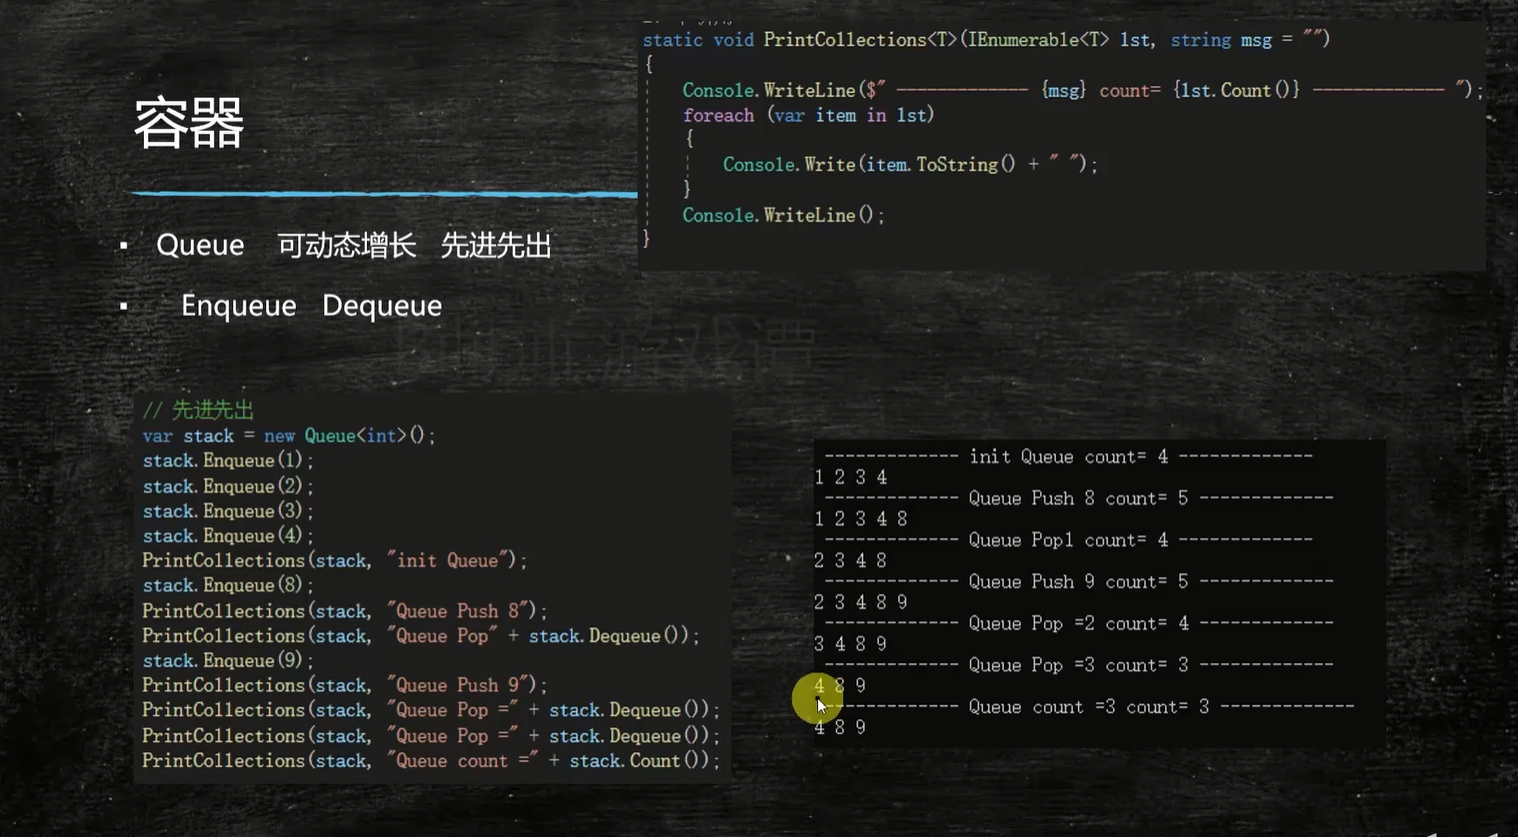 容器
Queue 可动态增长 先进先出
Enqueue Dequeue
static void PrintCollections<T>(IEnumerable<T> lst, string msg = "")
{
Console.WriteLine($" ------------- {msg} count= {lst.Count()} ------------- ");
foreach (var item in lst)
{
Console.Write(item.ToString() + " ");
}
Console.WriteLine();
}
// 先进先出
var stack = new Queue<int>();
stack.Enqueue(1);
stack.Enqueue(2);
stack.Enqueue(3);
stack.Enqueue(4);
PrintCollections(stack, "init Queue");
stack.Enqueue(8);
PrintCollections(stack, "Queue Push 8");
PrintCollections(stack, "Queue Pop" + stack.Dequeue());
stack.Enqueue(9);
PrintCollections(stack, "Queue Push 9");
PrintCollections(stack, "Queue Pop =" + stack.Dequeue());
PrintCollections(stack, "Queue Pop =" + stack.Dequeue());
PrintCollections(stack, "Queue count =" + stack.Count());
------------- init Queue count= 4 -------------
1 2 3 4
------------- Queue Push 8 count= 5 -------------
1 2 3 4 8
------------- Queue Pop1 count= 4 -------------
2 3 4 8
------------- Queue Push 9 count= 5 -------------
2 3 4 8 9
------------- Queue Pop =2 count= 4 -------------
3 4 8 9
------------- Queue Pop =3 count= 3 -------------
4 8 9
------------- Queue count =3 count= 3 -------------
4 8 9